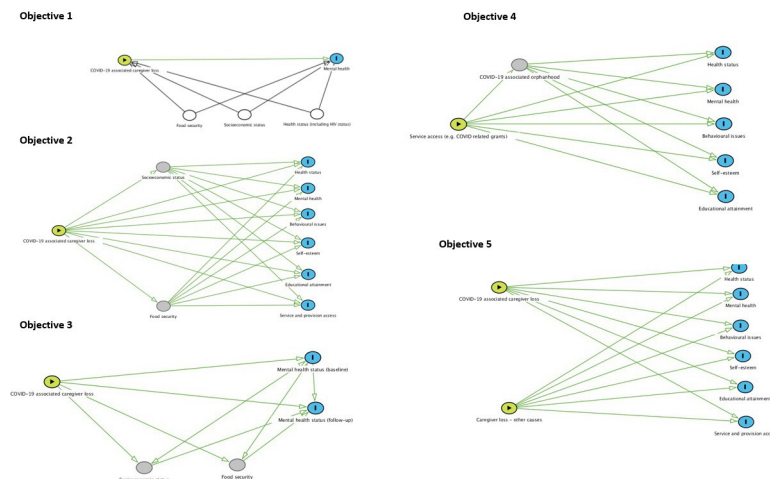 Objective 1
COVID-19 associated caregiver loss
Mental health
Food security
Socioeconomic status
Health status (including HIV status)
Objective 2
Socioeconomic status
Health status
Mental health
Behavioural issues
COVID-19 associated caregiver loss
Self-esteem
Educational attainment
Food security
Service and provision access
Objective 3
Mental health status (baseline)
COVID-19 associated caregiver loss
Mental health status (follow-up)
Food security
Objective 4
Health status
COVID-19 associated orphanhood
Mental health
Behavioural issues
Service access (e.g. COVID related grants)
Self-esteem
Educational attainment
Objective 5
Health status
COVID-19 associated caregiver loss
Mental health
Behavioural issues
Self-esteem
Educational attainment
Caregiver loss - other causes
Service and provision acc